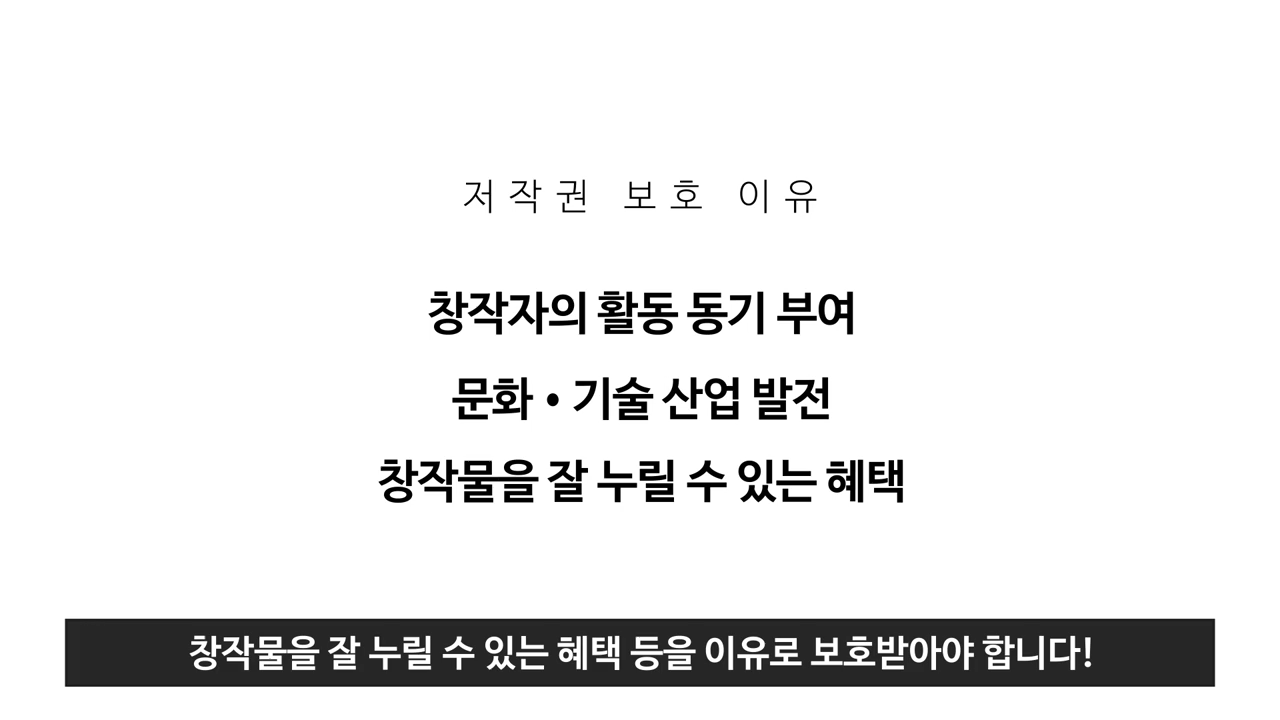 저작권 보호 이유
창작자의 활동 동기 부여
문화 • 기술 산업 발전
창작물을 잘 누릴 수 있는 혜택
창작물을 잘 누릴 수 있는 혜택 등을 이유로 보호받아야 합니다!